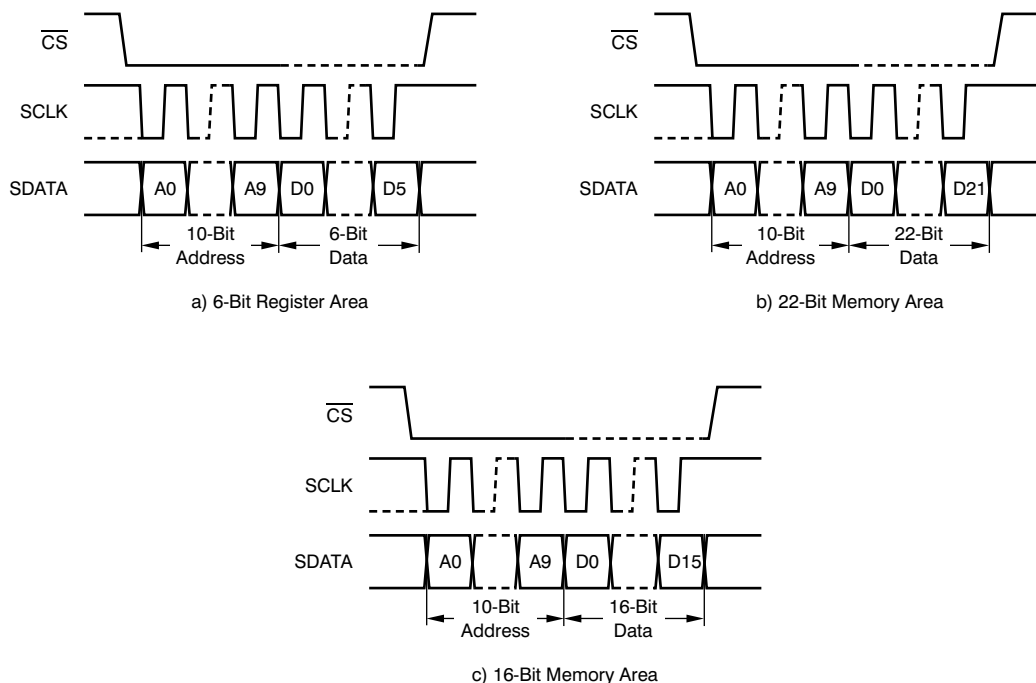 CS
SCLK
SDATA
A0 A9 D0 D5
10-Bit Address
6-Bit Data
a) 6-Bit Register Area
CS
SCLK
SDATA
A0 A9 D0 D21
10-Bit Address
22-Bit Data
b) 22-Bit Memory Area
CS
SCLK
SDATA
A0 A9 D0 D15
10-Bit Address
16-Bit Data
c) 16-Bit Memory Area